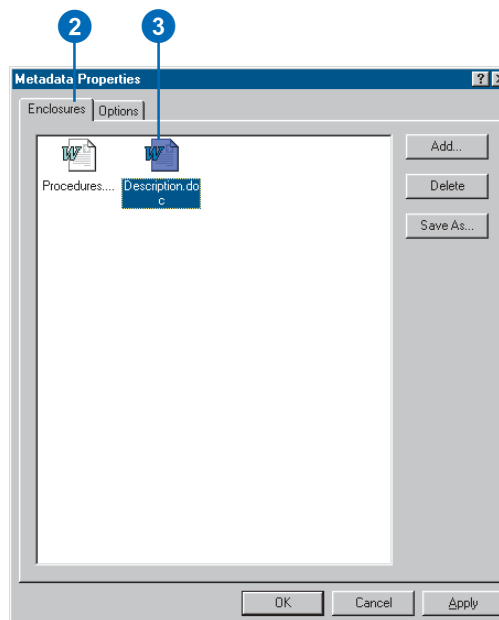 2 3
Metadata Properties
Enclosures Options
Procedures.... Description.do
c
Add...
Delete
Save As...
OK Cancel Apply